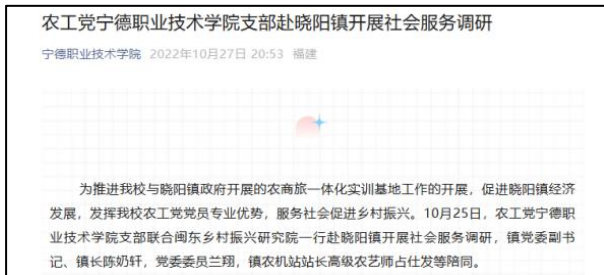 农工党宁德职业技术学院支部赴晓阳镇开展社会服务调研
宁德职业技术学院 2022年10月27日 20:53 福建
为推进我校与晓阳镇政府开展的农商旅一体化实训基地工作的开展，促进晓阳镇经济
发展，发挥我校农工党党员专业优势，服务社会促进乡村振兴。10月25日，农工党宁德职
业技术学院支部联合闽东乡村振兴研究院一行赴晓阳镇开展社会服务调研，镇党委副书
记、镇长陈奶轩，党委委员兰翔，镇农机站站长高级农艺师占仕发等陪同。